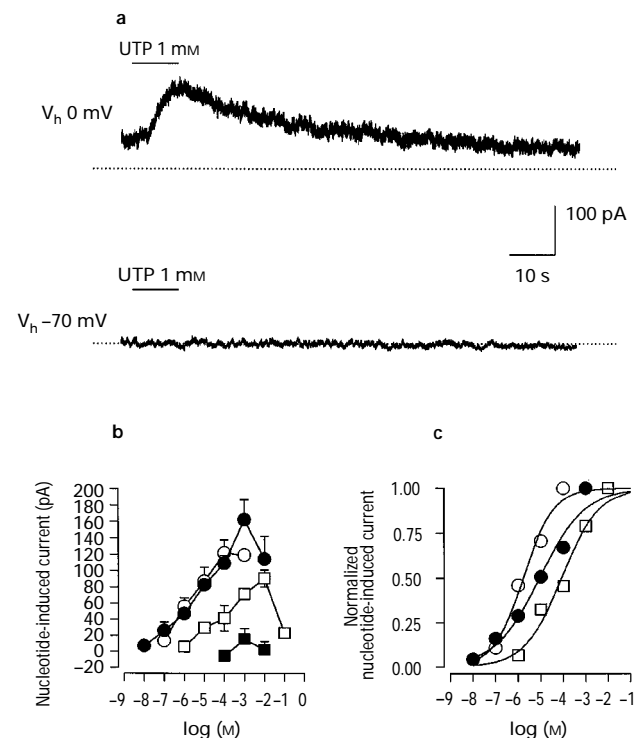 a
UTP 1 mM
Vh 0 mV
100 pA
10 s
UTP 1 mM
Vh –70 mV
b
c
Nucleotide-induced current (pA)
200
180
160
140
120
100
80
60
40
20
0
–20
–9 –8 –7 –6 –5 –4 –3 –2 –1 0
log (M)
Normalized
nucleotide-induced current
1.00
0.75
0.50
0.25
0.00
–9 –8 –7 –6 –5 –4 –3 –2 –1
log (M)